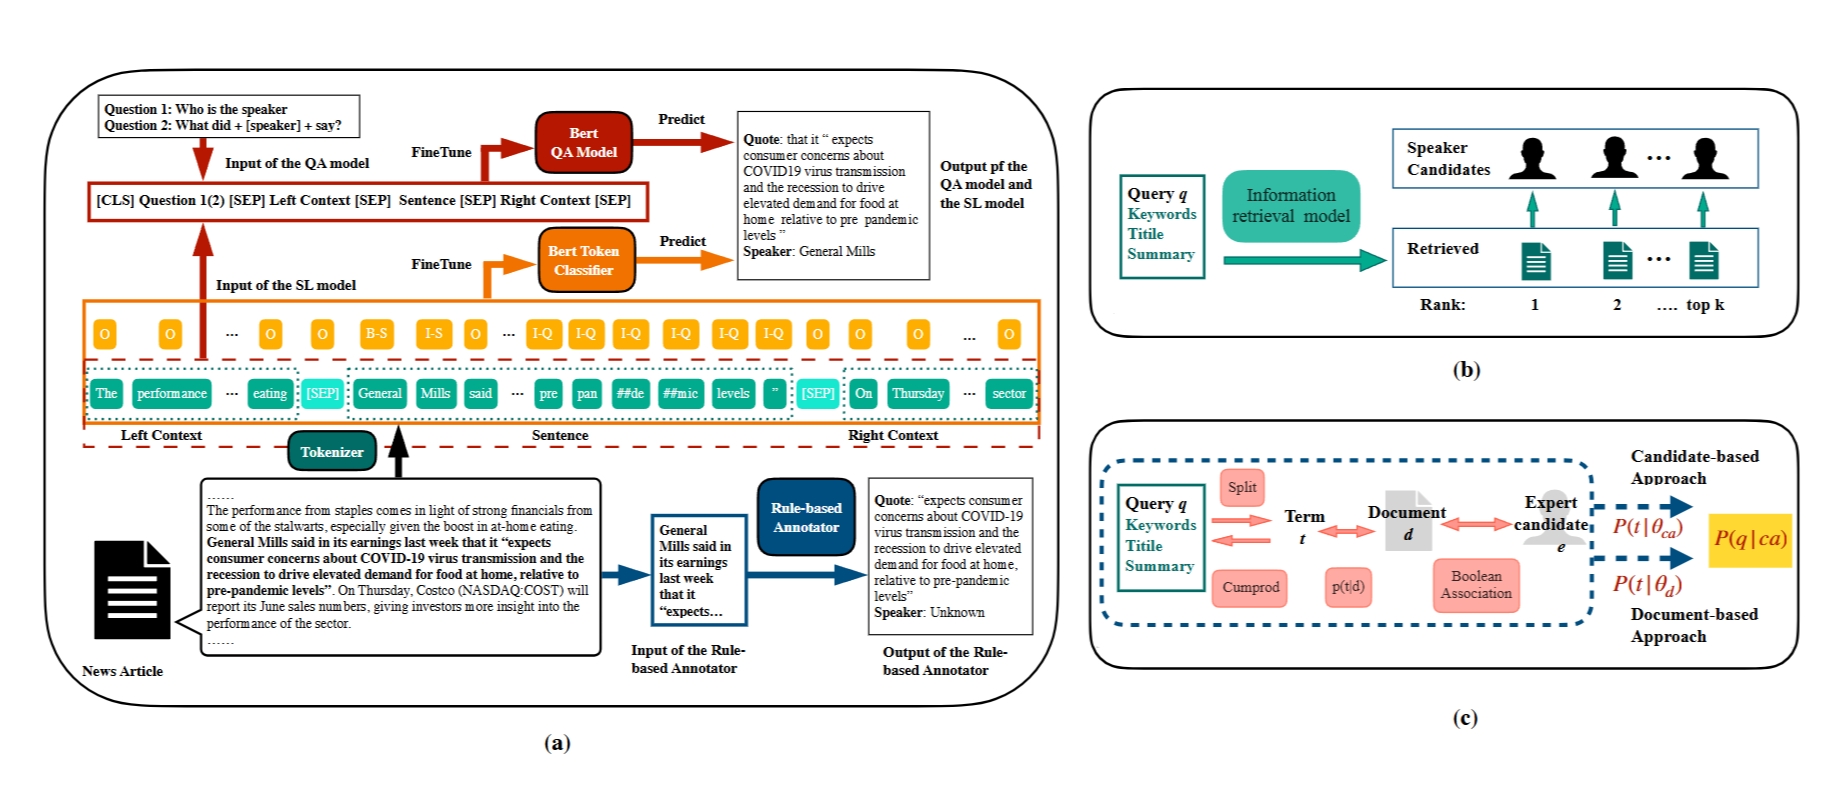 Question 1: Who is the speaker
Question 2: What did + [speaker] + say?
Input of the QA model
FineTune
Bert
QA Model
Predict
[CLS] Question 1(2) [SEP] Left Context [SEP] Sentence [SEP] Right Context [SEP]
Quote: that it “ expects
consumer concerns about
COVID19 virus transmission
and the recession to drive
elevated demand for food at
home relative to pre pandemic
levels ”
Speaker: General Mills
Output pf the
QA model and
the SL model
Input of the SL model
FineTune
Bert Token
Classifier
Predict
O O ... O O B-S I-S O ... I-Q I-Q I-Q I-Q I-Q I-Q O O O ... O
The performance ... eating [SEP] General Mills said ... pre pan ##de ##mic levels ” [SEP] On Thursday ... sector
Left Context Sentence Right Context
Tokenizer
......
The performance from staples comes in light of strong financials from
some of the stalwarts, especially given the boost in at-home eating.
General Mills said in its earnings last week that it “expects
consumer concerns about COVID-19 virus transmission and the
recession to drive elevated demand for food at home, relative to
pre-pandemic levels”. On Thursday, Costco (NASDAQ:COST) will
report its June sales numbers, giving investors more insight into the
performance of the sector.
......
News Article
General
Mills said in
its earnings
last week
that it
“expects...
Input of the Rule-
based Annotator
Rule-based
Annotator
Quote: “expects consumer
concerns about COVID-19
virus transmission and the
recession to drive elevated
demand for food at home,
relative to pre-pandemic
levels”
Speaker: Unknown
Output of the Rule-
based Annotator
(a)
Query q
Keywords
Titile
Summary
Information
retrieval model
Speaker
Candidates
...
Retrieved
...
Rank: 1 2 .... top k
(b)
Query q
Keywords
Titile
Summary
Split
Cumprod
Term
t
p(t|d)
Document
d
Boolean
Association
Expert
candidate
e
Candidate-based
Approach
P(t|θca)
P(t|θd)
Document-based
Approach
P(q|ca)
(c)